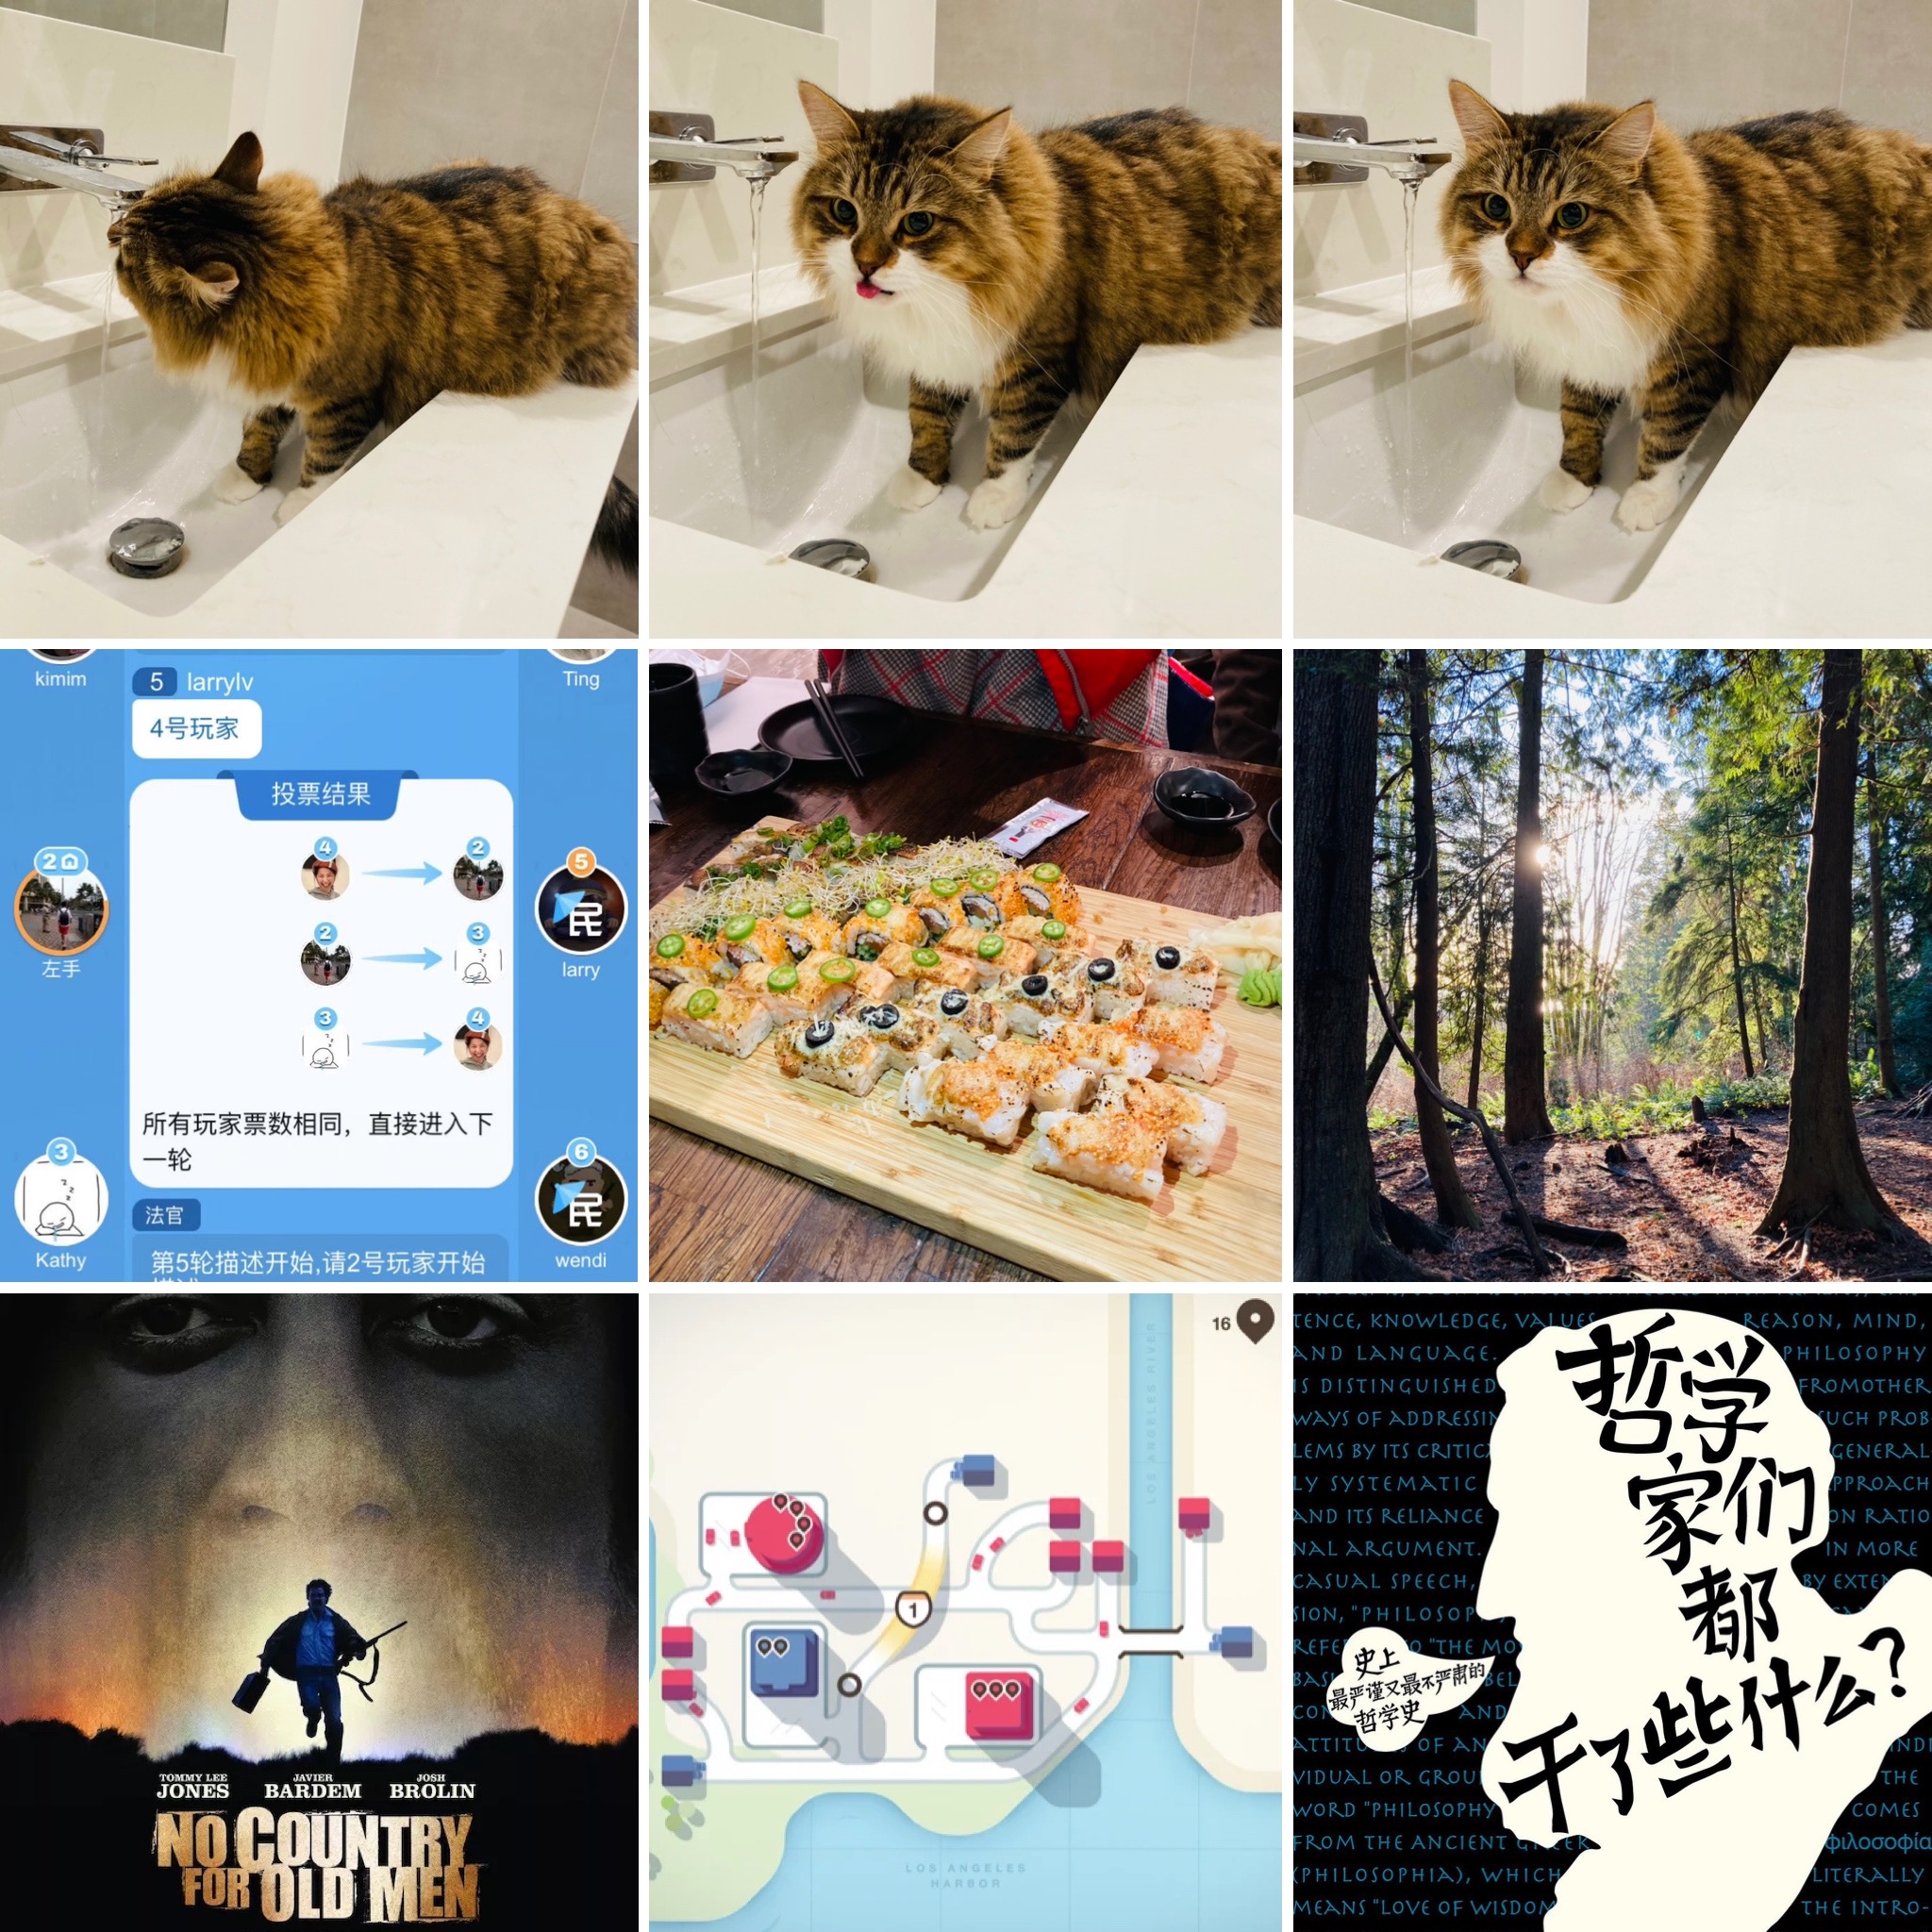 kimim
5 larrylv
Ting
4号玩家
投票结果
4
2
2
左手
5
民
larry
2
3
3
4
所有玩家票数相同，直接进入下
一轮
3
Kathy
6
民
wendi
法官
第5轮描述开始,请2号玩家开始
TOMMY LEE
JONES
JAVIER
BARDEM
JOSH
BROLIN
NO COUNTRY
FOR OLD MEN
16
LOS ANGELES RIVER
1
LOS ANGELES
HARBOR
TENCE, KNOWLEDGE, VALUES REASON, MIND,
AND LANGUAGE. PHILOSOPHY
IS DISTINGUISHED FROMOTHER
WAYS OF ADDRESSIN SUCH PROB
LEMS BY ITS CRITICA GENERAL
LY SYSTEMATIC PPROACH
AND ITS RELIANCE ON RATIO
NAL ARGUMENT. IN MORE
CASUAL SPEECH, BY EXTEN
SION, "PHILOSOP
REFE TO "THE MO
BAS BEL
CON AND
ATTITU OF AN INDI
VIDUAL OR GROU THE
WORD "PHILOSOPHY COMES
FROM THE ANCIENT GREEK φιλοσοφία
(PHILOSOPHIA), WHICH LITERALLY
MEANS "LOVE OF WISDOM THE INTRO-
哲学
家们
都
干了些什么?
史上
最严谨又最不严肃的
哲学史